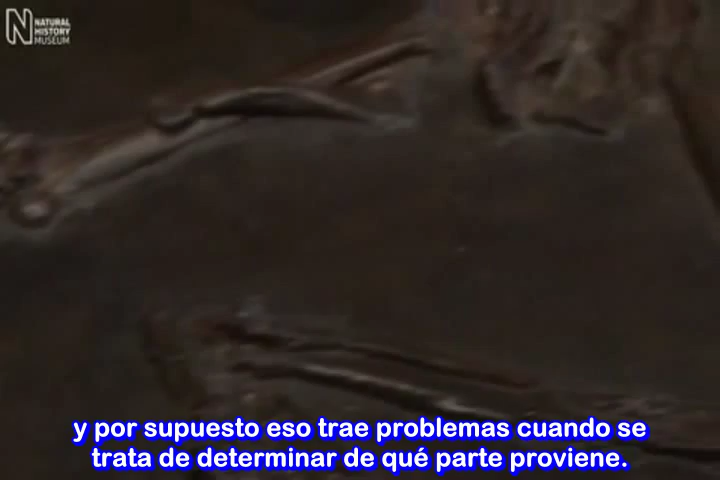 N NATURAL
HISTORY
MUSEUM
y por supuesto eso trae problemas cuando se
trata de determinar de qué parte proviene.